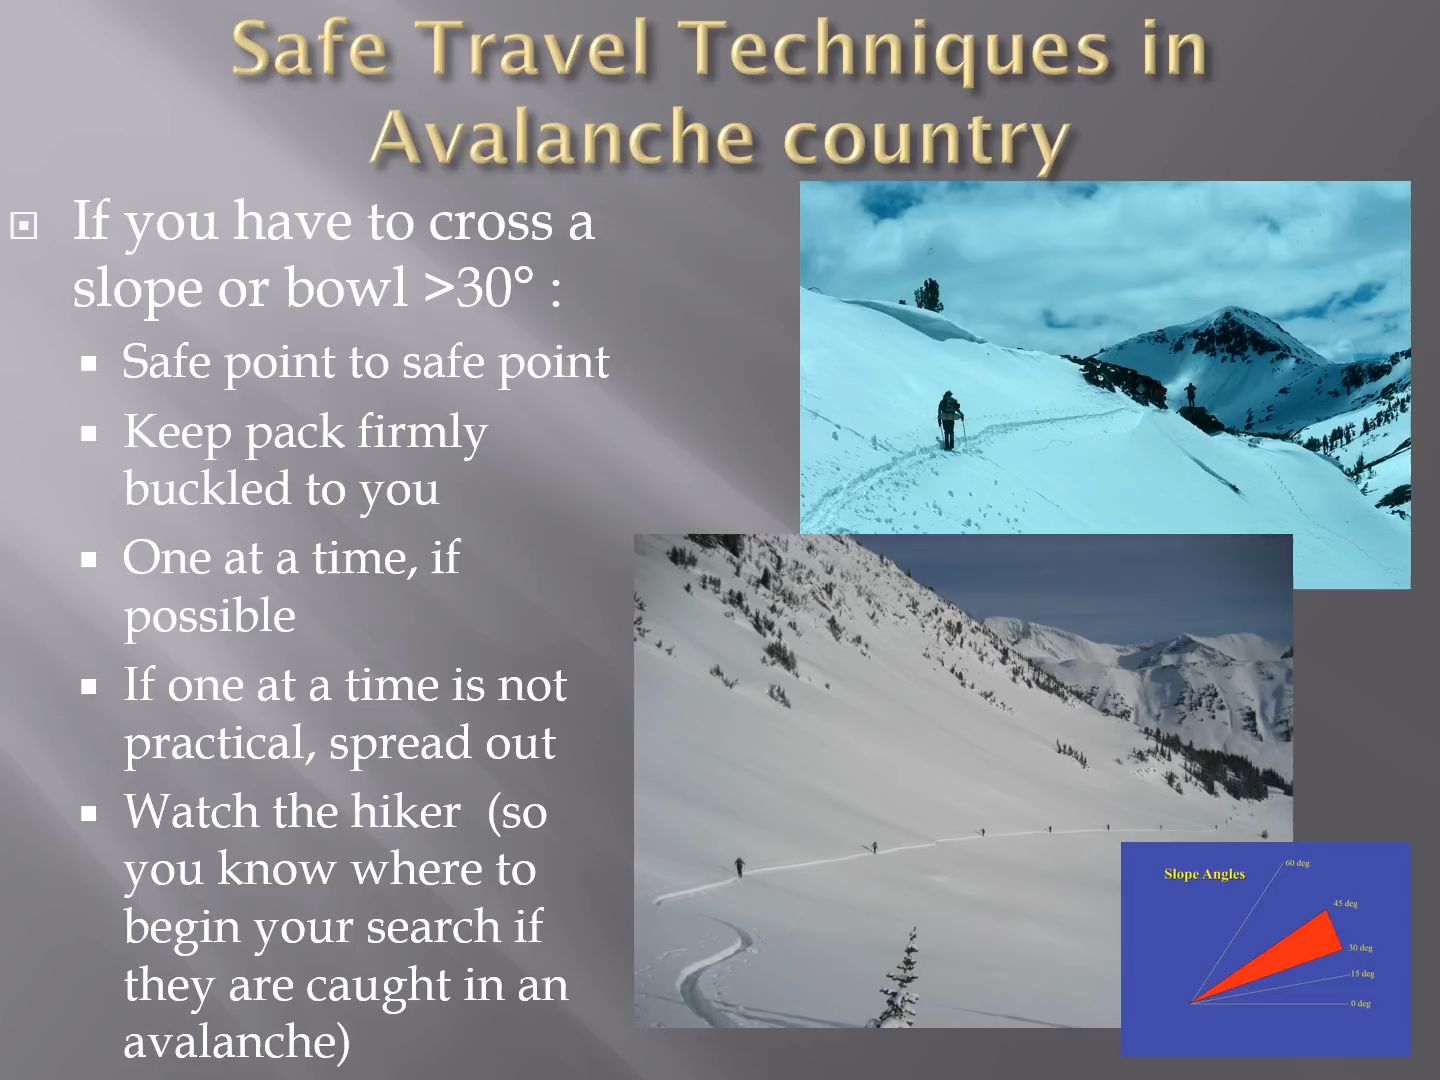 Safe Travel Techniques in
Avalanche country
If you have to cross a
slope or bowl >30° :
Safe point to safe point
Keep pack firmly
buckled to you
One at a time, if
possible
If one at a time is not
practical, spread out
Watch the hiker  (so
you know where to
begin your search if
they are caught in an
avalanche)
Slope Angles
60 deg
45 deg
30 deg
15 deg
0 deg